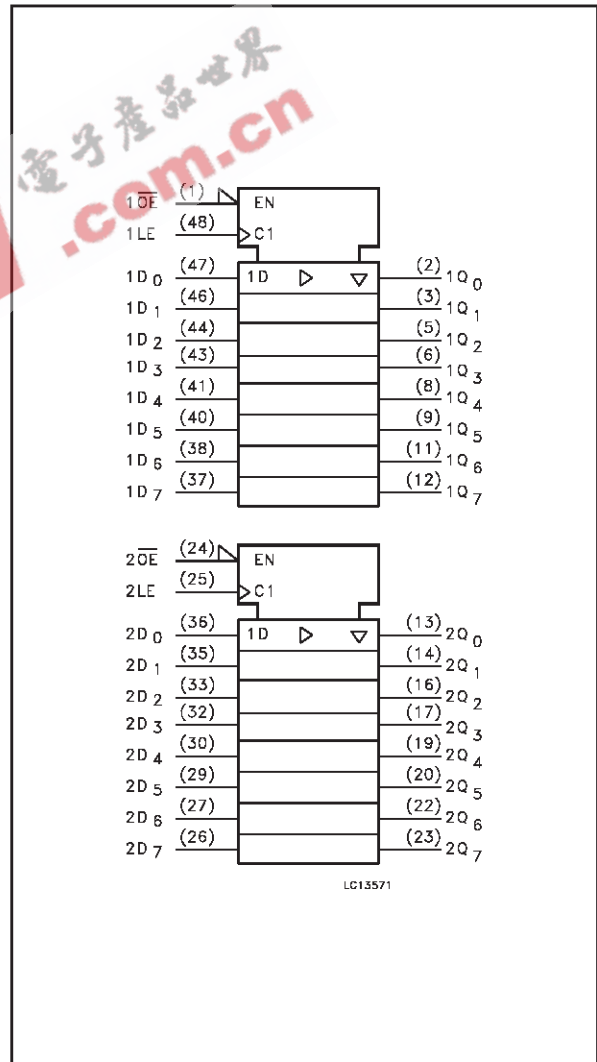 電子產品世界
.com.cn
1O̅E̅ (1) EN
1LE (48) C1
1D0 (47) 1D (2) 1Q0
1D1 (46) (3) 1Q1
1D2 (44) (5) 1Q2
1D3 (43) (6) 1Q3
1D4 (41) (8) 1Q4
1D5 (40) (9) 1Q5
1D6 (38) (11) 1Q6
1D7 (37) (12) 1Q7
2O̅E̅ (24) EN
2LE (25) C1
2D0 (36) 1D (13) 2Q0
2D1 (35) (14) 2Q1
2D2 (33) (16) 2Q2
2D3 (32) (17) 2Q3
2D4 (30) (19) 2Q4
2D5 (29) (20) 2Q5
2D6 (27) (22) 2Q6
2D7 (26) (23) 2Q7
LC13571